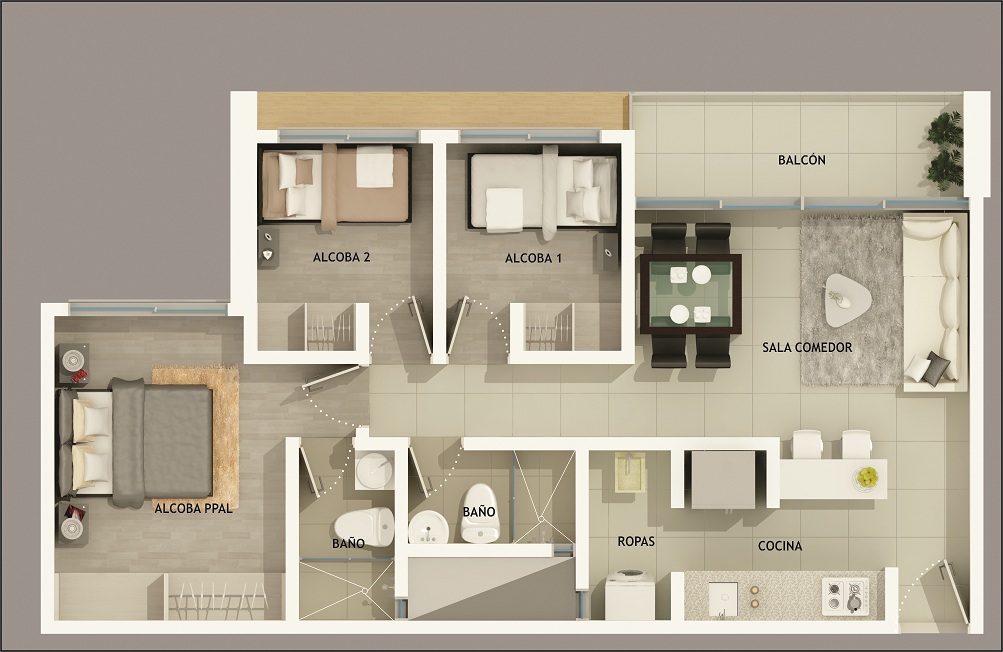 BALCÓN
ALCOBA 2
ALCOBA 1
SALA COMEDOR
ALCOBA PPAL
BAÑO
BAÑO
ROPAS
COCINA